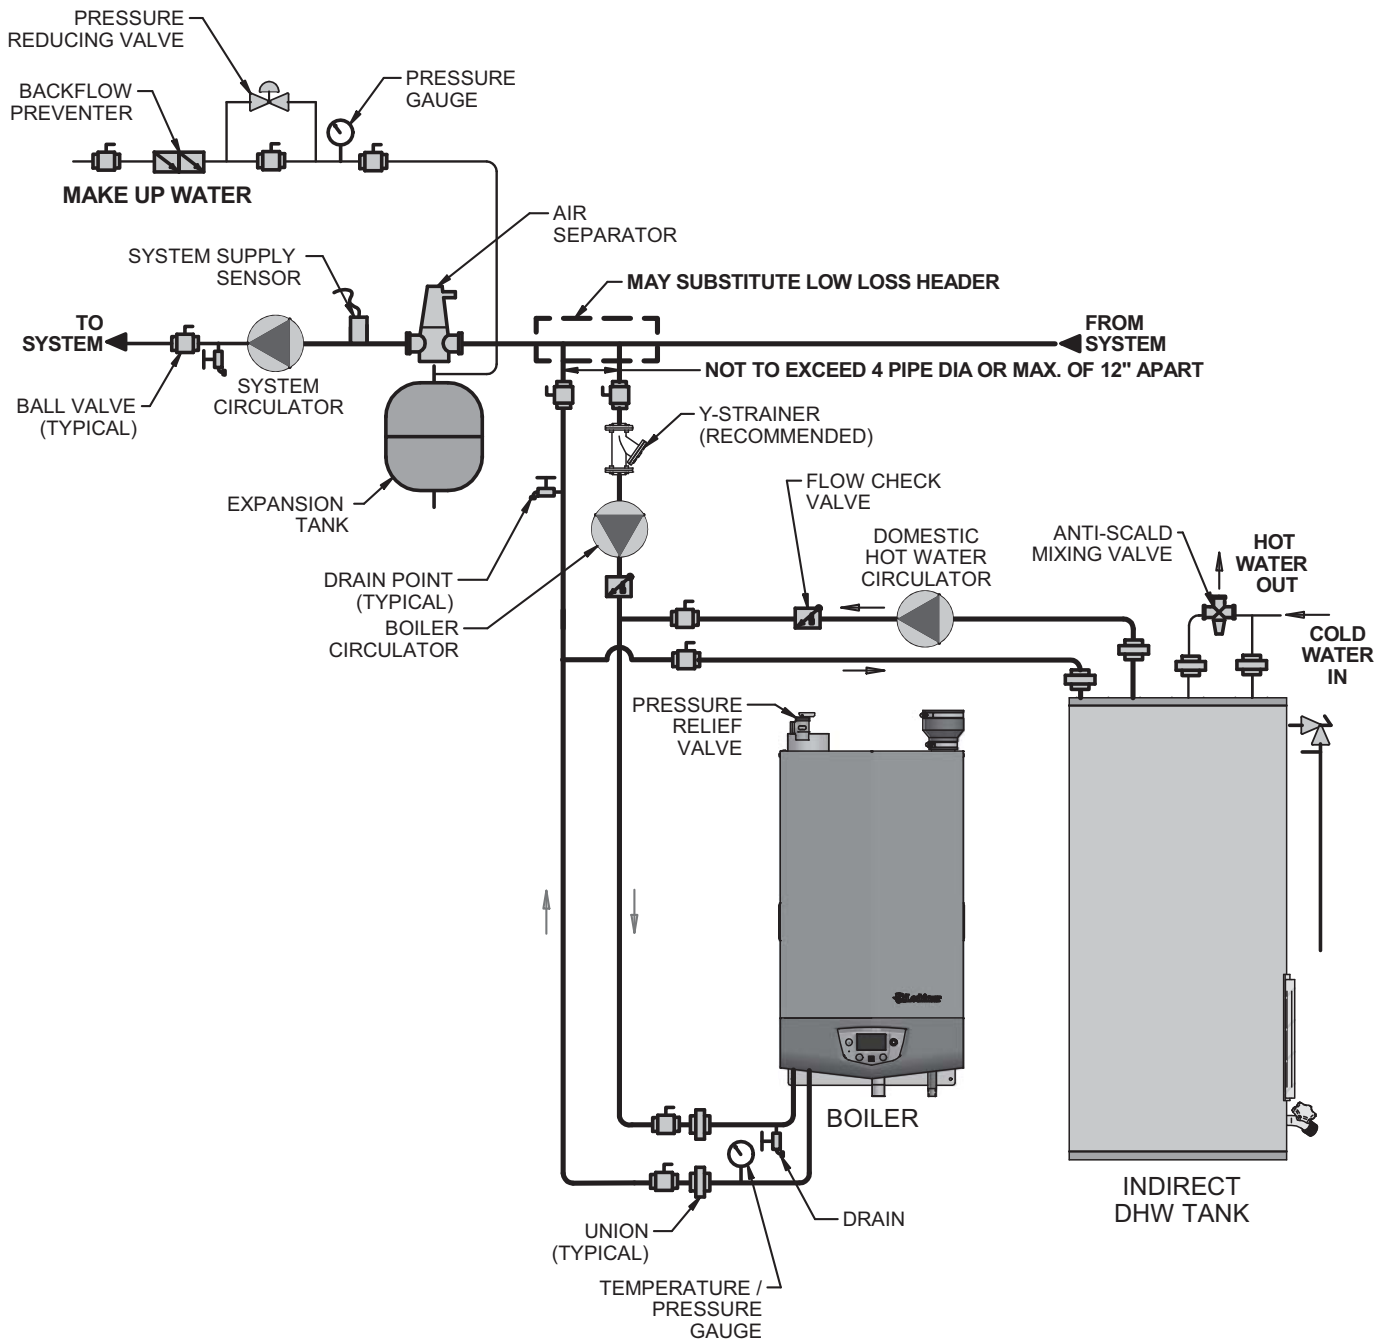 PRESSURE
REDUCING VALVE
BACKFLOW
PREVENTER
PRESSURE
GAUGE
MAKE UP WATER
AIR
SEPARATOR
SYSTEM SUPPLY
SENSOR
MAY SUBSTITUTE LOW LOSS HEADER
TO
SYSTEM
FROM
SYSTEM
NOT TO EXCEED 4 PIPE DIA OR MAX. OF 12" APART
SYSTEM
CIRCULATOR
BALL VALVE
(TYPICAL)
Y-STRAINER
(RECOMMENDED)
EXPANSION
TANK
FLOW CHECK
VALVE
DOMESTIC
HOT WATER
CIRCULATOR
ANTI-SCALD
MIXING VALVE
HOT
WATER
OUT
DRAIN POINT
(TYPICAL)
BOILER
CIRCULATOR
COLD
WATER
IN
PRESSURE
RELIEF
VALVE
Lochinvar
BOILER
INDIRECT
DHW TANK
DRAIN
UNION
(TYPICAL)
TEMPERATURE /
PRESSURE
GAUGE